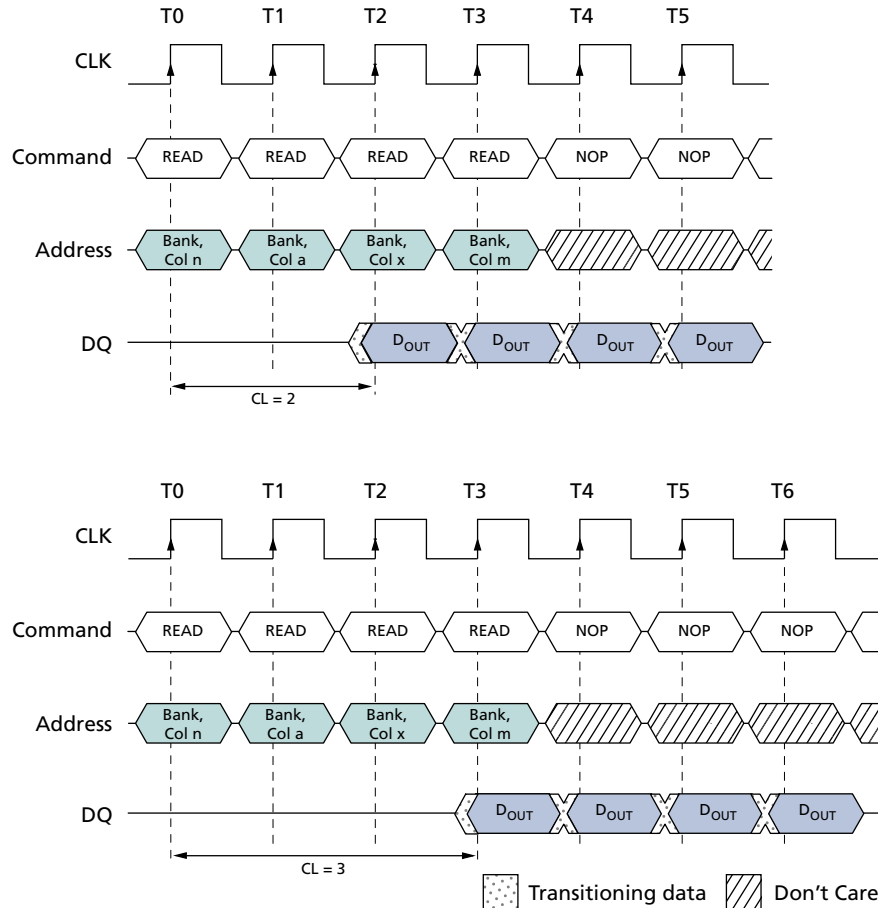 T0 T1 T2 T3 T4 T5
CLK
Command READ READ READ READ NOP NOP
Address Bank, Col n Bank, Col a Bank, Col x Bank, Col m
DQ DOUT DOUT DOUT DOUT
CL = 2
T0 T1 T2 T3 T4 T5 T6
CLK
Command READ READ READ READ NOP NOP NOP
Address Bank, Col n Bank, Col a Bank, Col x Bank, Col m
DQ DOUT DOUT DOUT DOUT
CL = 3
Transitioning data Don't Care